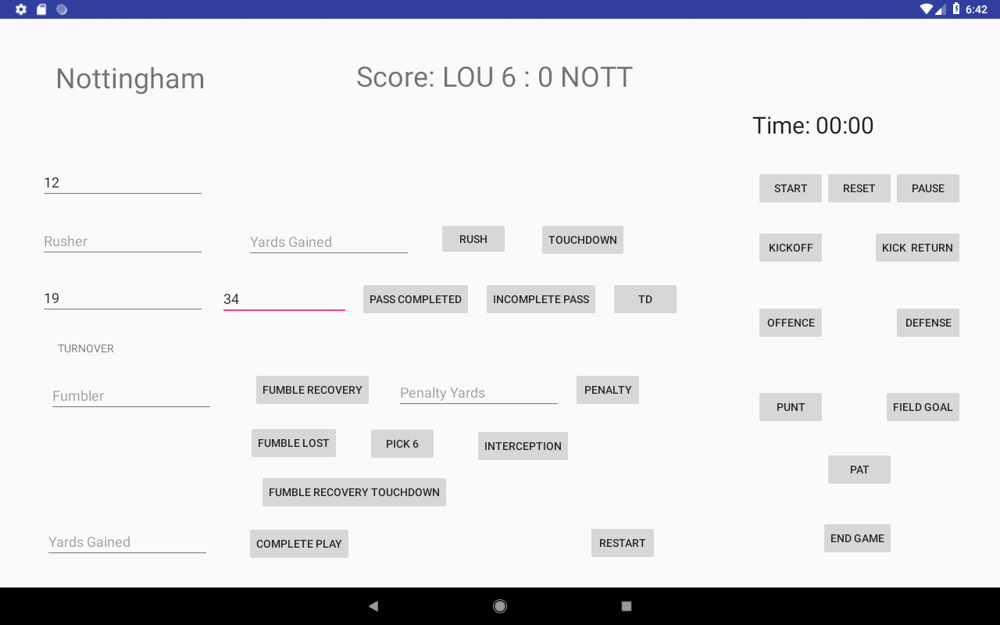 6:42
Nottingham
Score: LOU 6 : 0 NOTT
Time: 00:00
12
START RESET PAUSE
Rusher Yards Gained RUSH TOUCHDOWN
KICKOFF KICK RETURN
19 34 PASS COMPLETED INCOMPLETE PASS TD
OFFENCE DEFENSE
TURNOVER
Fumbler FUMBLE RECOVERY Penalty Yards PENALTY
PUNT FIELD GOAL
FUMBLE LOST PICK 6 INTERCEPTION
PAT
FUMBLE RECOVERY TOUCHDOWN
Yards Gained COMPLETE PLAY RESTART END GAME